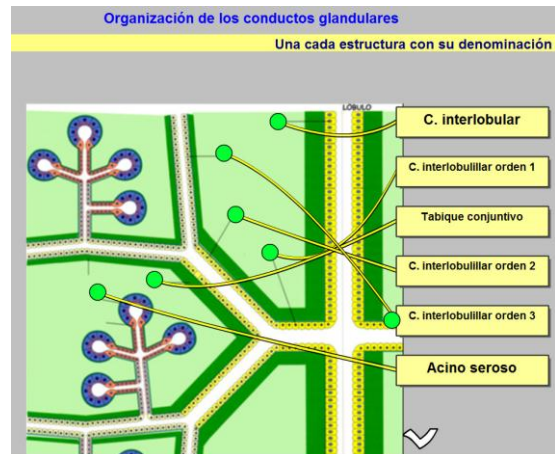 Organización de los conductos glandulares
Una cada estructura con su denominación
LÓBULO
C. interlobular
C. interlobulillar orden 1
Tabique conjuntivo
C. interlobulillar orden 2
C. interlobulillar orden 3
Acino seroso